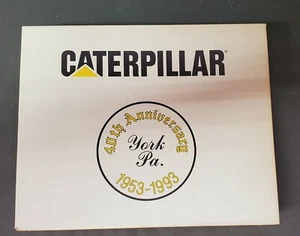 CATERPILLAR®
40th Anniversary
York
Pa.
1953-1993